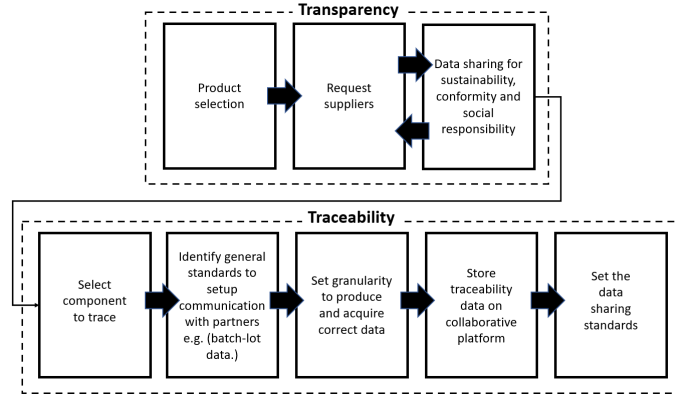 Transparency
Product
selection
Request
suppliers
Data sharing for
sustainability,
conformity and
social
responsibility
Traceability
Select
component
to trace
Identify general
standards to
setup
communication
with partners
e.g. (batch-lot
data.)
Set granularity
to produce
and acquire
correct data
Store
traceability
data on
collaborative
platform
Set the
data
sharing
standards